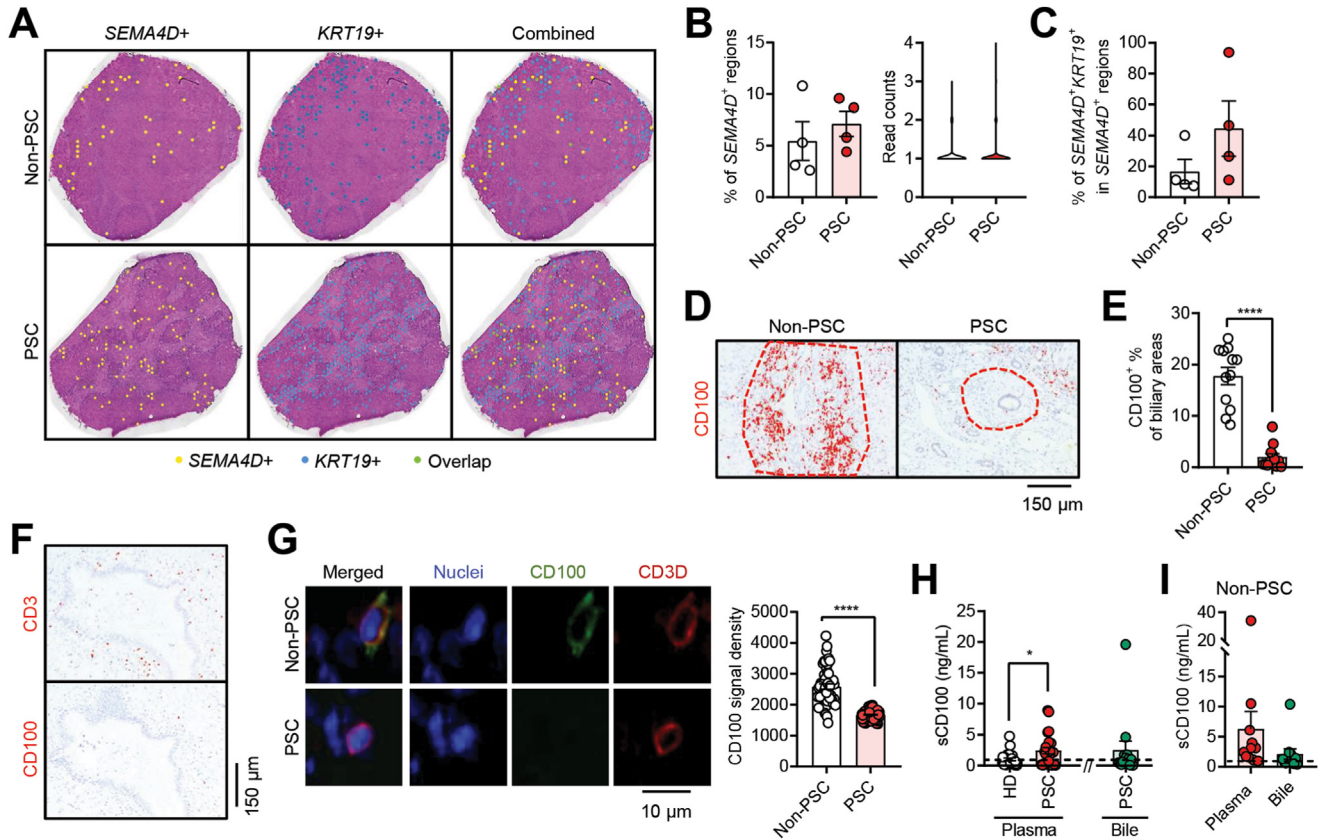 A
SEMA4D+
KRT19+
Combined
Non-PSC
PSC
SEMA4D+
KRT19+
Overlap
B
% of SEMA4D+ regions
15
10
5
0
Non-PSC
PSC
Read counts
4
3
2
1
0
Non-PSC
PSC
C
% of SEMA4D+KRT19+
in SEMA4D+ regions
100
80
60
40
20
0
Non-PSC
PSC
D
Non-PSC
PSC
CD100
150 µm
E
CD100+ %
of biliary areas
30
20
10
0
****
Non-PSC
PSC
F
CD3
CD100
150 µm
G
Merged
Nuclei
CD100
CD3D
Non-PSC
PSC
10 µm
CD100 signal density
5000
4000
3000
2000
1000
0
****
Non-PSC
PSC
H
sCD100 (ng/mL)
25
20
15
10
5
0
*
HD
PSC
//
PSC
Plasma
Bile
I
Non-PSC
sCD100 (ng/mL)
40
20
15
10
5
0
Plasma
Bile